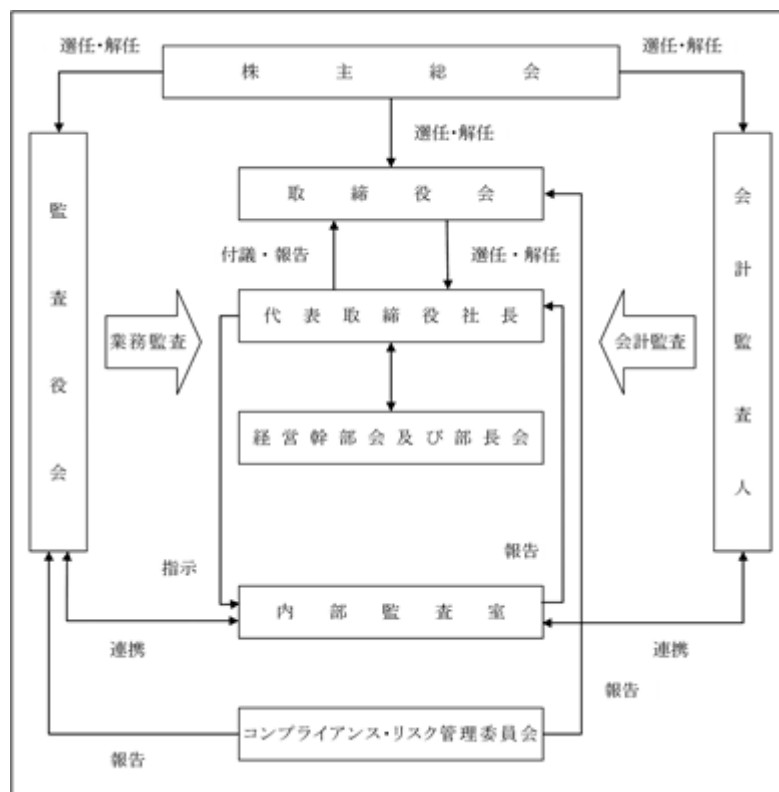 選任・解任
選任・解任
株主総会
選任・解任
監査役会
会計監査人
取締役会
付議・報告
選任・解任
代表取締役社長
業務監査
会計監査
経営幹部会及び部長会
指示
報告
内部監査室
連携
連携
報告
コンプライアンス・リスク管理委員会
報告